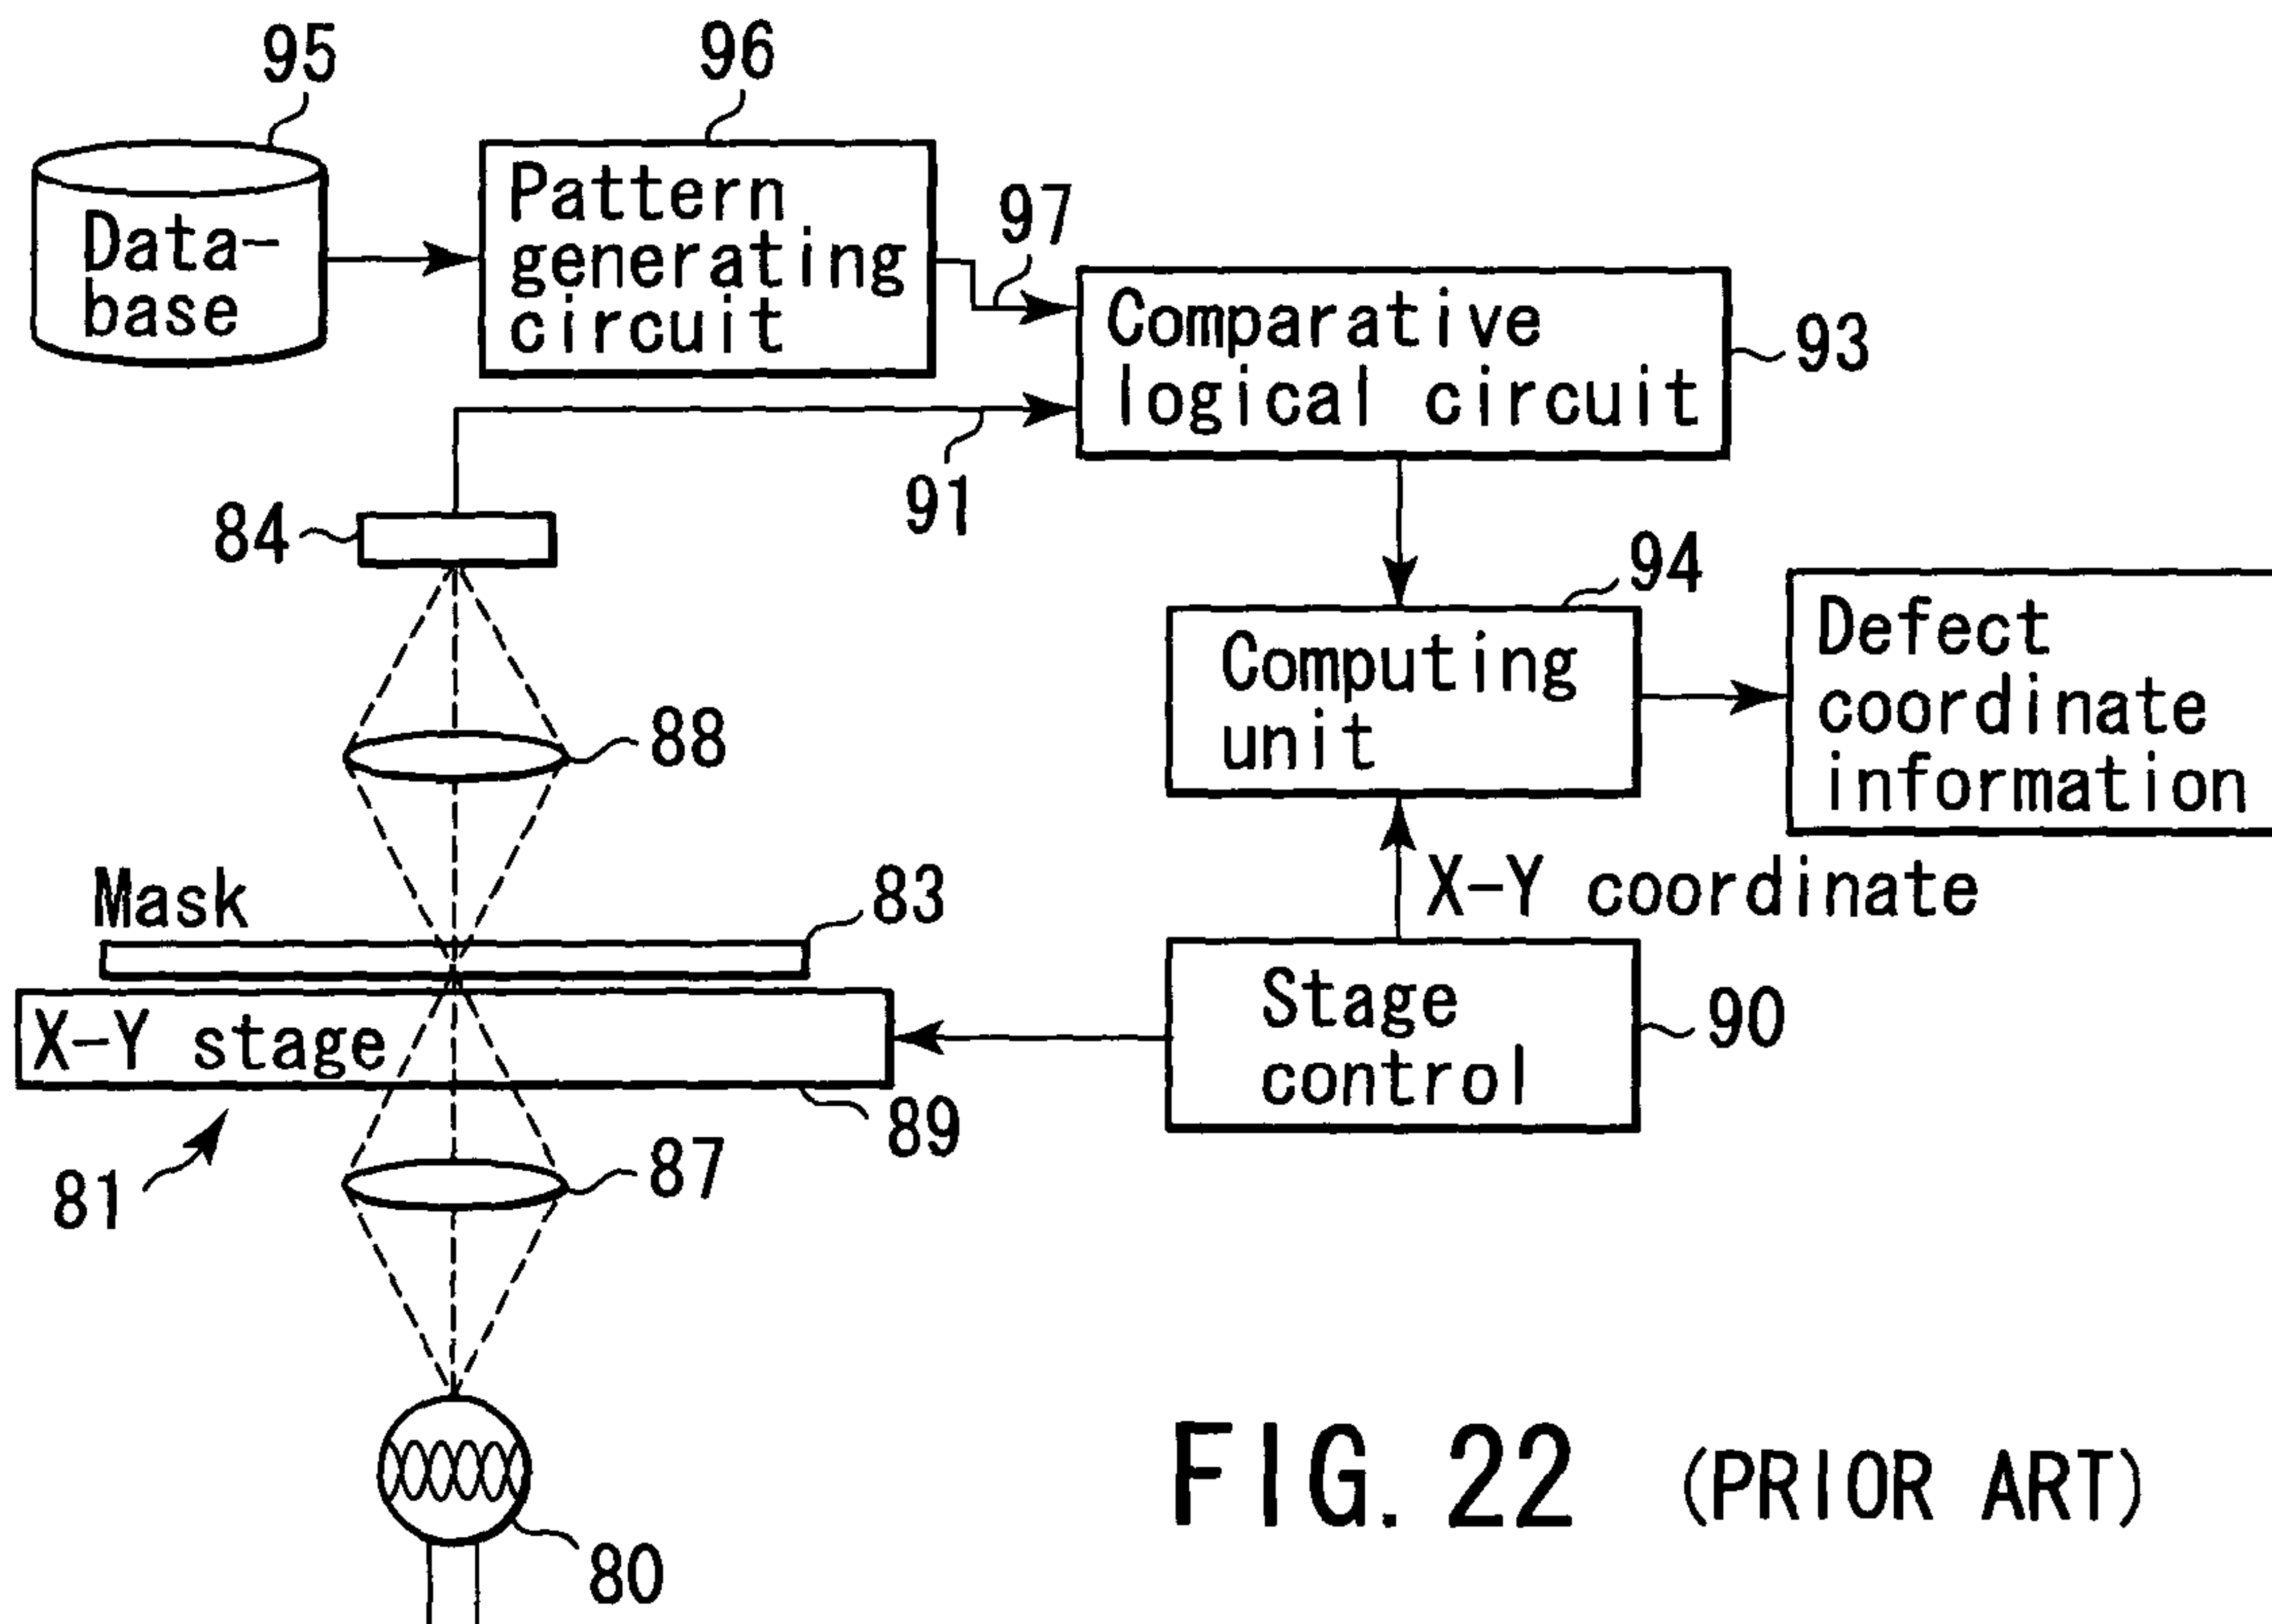 95
96
Data-
base
Pattern
generating
circuit
97
Comparative
logical circuit
93
91
84
94
Computing
unit
Defect
coordinate
information
88
X-Y coordinate
Mask
83
X-Y stage
Stage
control
90
89
81
87
80
FIG. 22 (PRIOR ART)